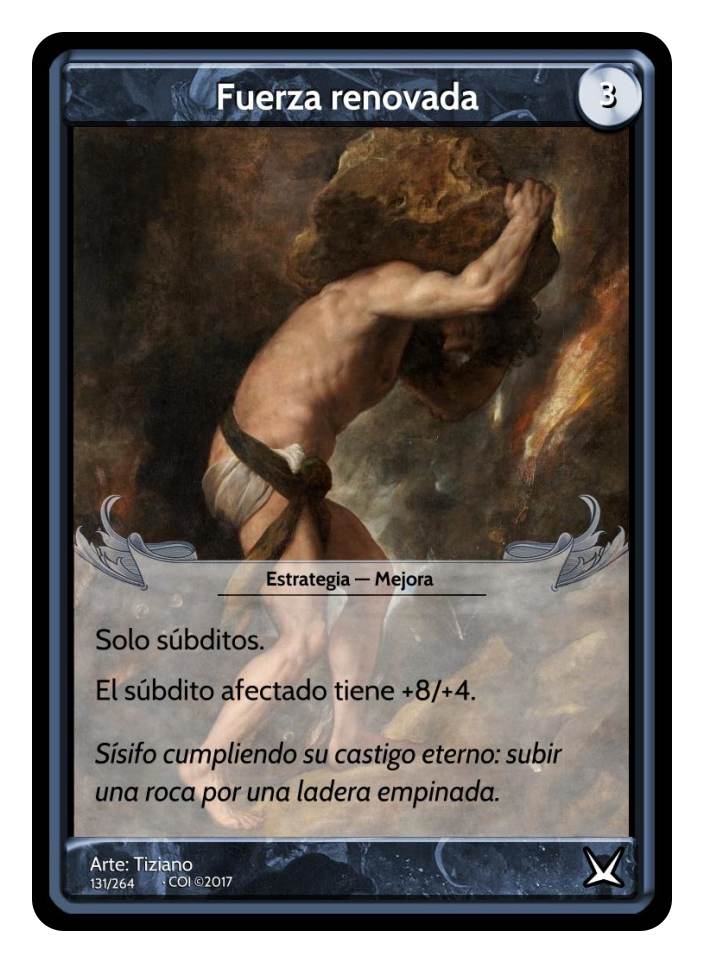 Fuerza renovada
3
Estrategia — Mejora
Solo súbditos.
El súbdito afectado tiene +8/+4.
Sísifo cumpliendo su castigo eterno: subir
una roca por una ladera empinada.
Arte: Tiziano
131/264 · COI ©2017